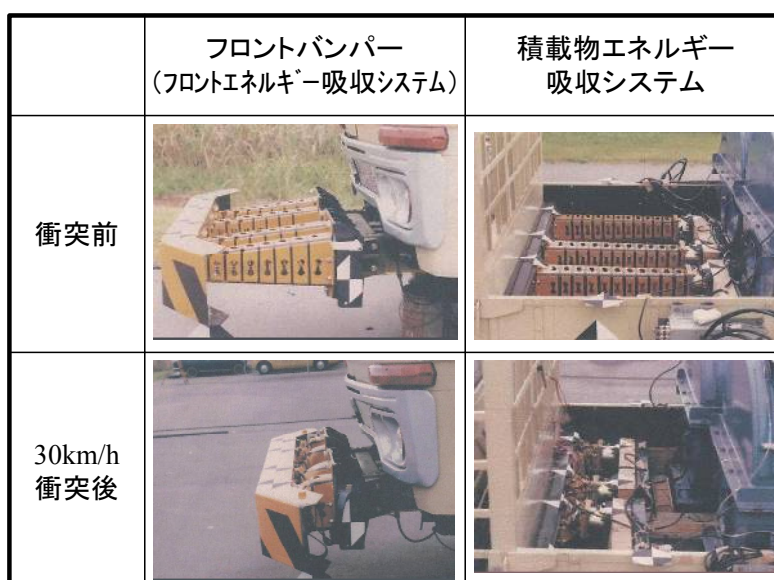 フロントバンパー
（フロントエネルギー吸収システム）
積載物エネルギー
吸収システム
衝突前
30km/h
衝突後